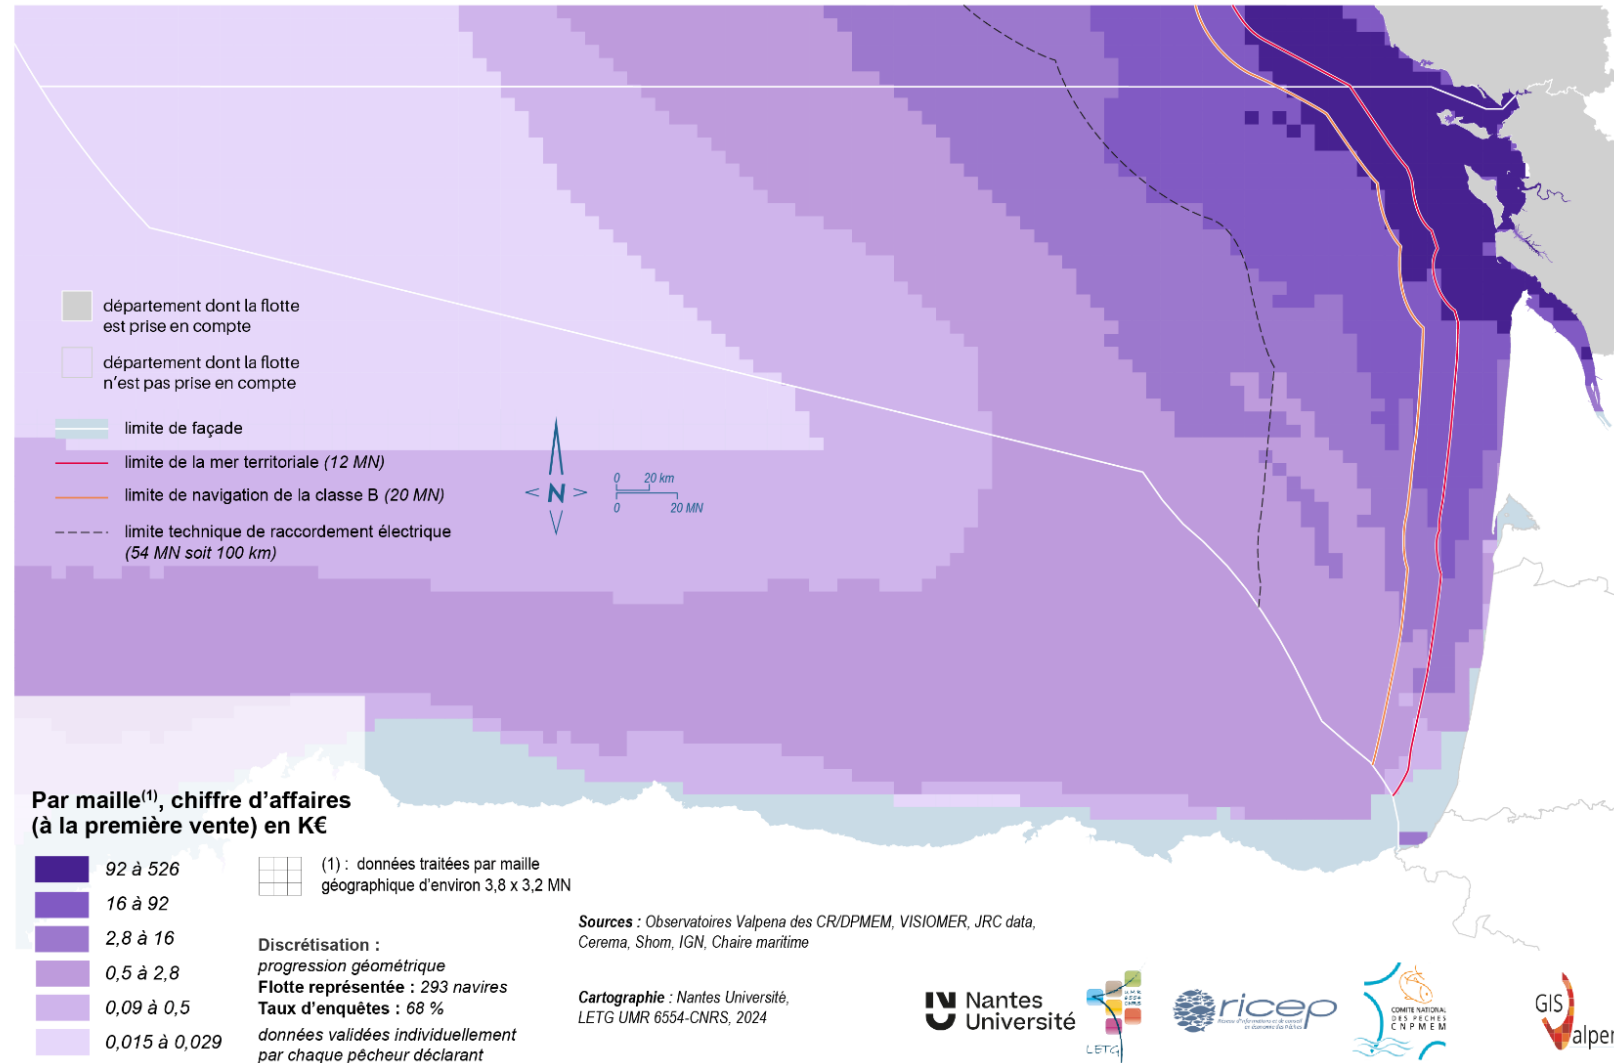 département dont la flotte
est prise en compte
département dont la flotte
n'est pas prise en compte
limite de façade
limite de la mer territoriale (12 MN)
limite de navigation de la classe B (20 MN)
limite technique de raccordement électrique
(54 MN soit 100 km)
N
0 20 km
0 20 MN
Par maille(1), chiffre d'affaires
(à la première vente) en K€
92 à 526
16 à 92
2,8 à 16
0,5 à 2,8
0,09 à 0,5
0,015 à 0,029
(1) : données traitées par maille
géographique d'environ 3,8 x 3,2 MN
Discrétisation :
progression géométrique
Flotte représentée : 293 navires
Taux d'enquêtes : 68 %
données validées individuellement
par chaque pêcheur déclarant
Sources : Observatoires Valpena des CR/DPMEM, VISIOMER, JRC data,
Cerema, Shom, IGN, Chaire maritime
Cartographie : Nantes Université,
LETG UMR 6554-CNRS, 2024
Nantes
Université
UMR
6554
CNRS
LETG
ricep
COMITE NATIONAL
DES PECHES
CNPMEM
GIS
valpen